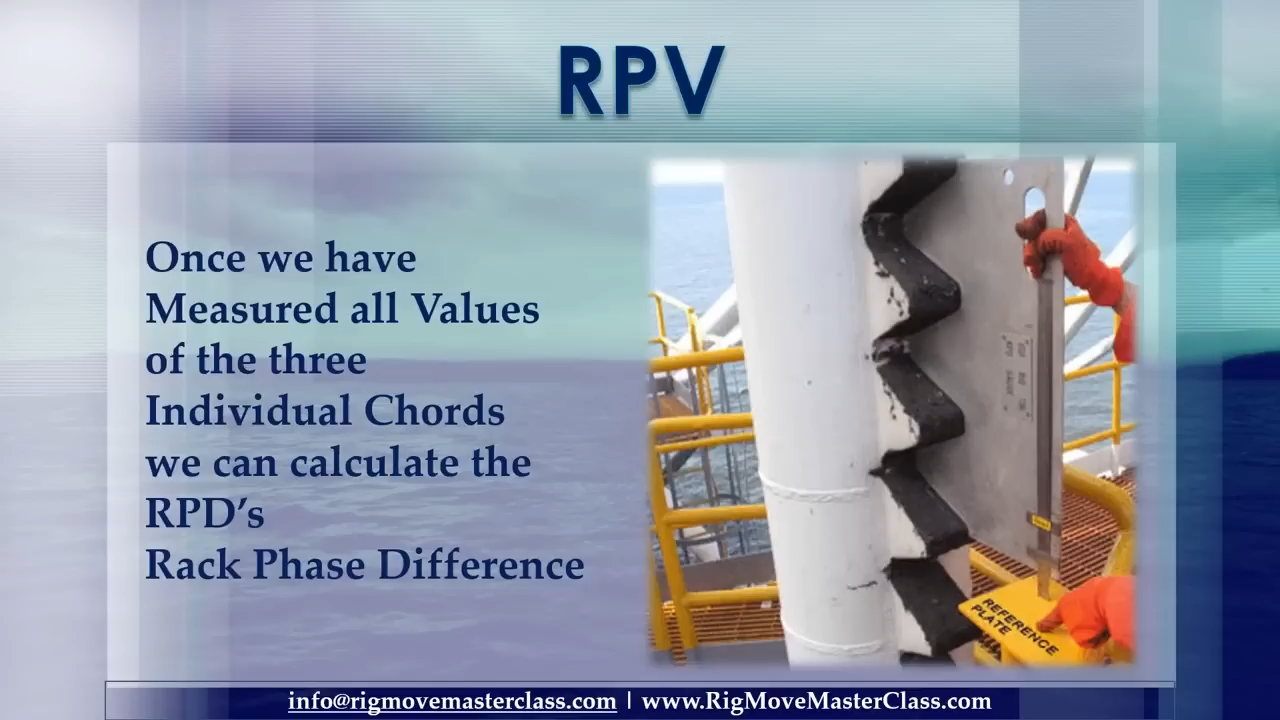 RPV
Once we have
Measured all Values
of the three
Individual Chords
we can calculate the
RPD’s
Rack Phase Difference
REFERENCE
PLATE
info@rigmovemasterclass.com | www.RigMoveMasterClass.com